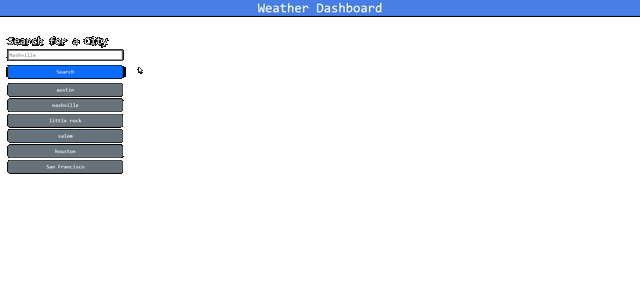 Weather Dashboard
Search for a City
Nashville
Search
austin
nashville
little rock
salem
houston
San Francisco